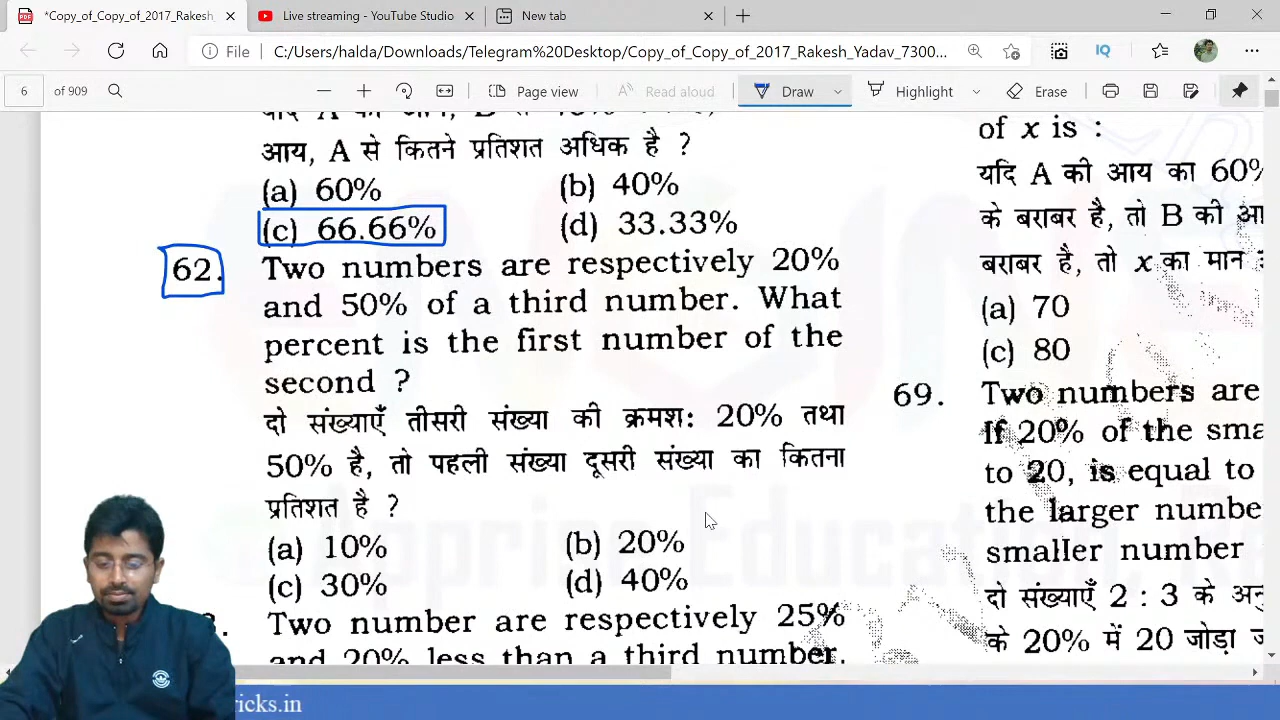 *Copy_of_Copy_of_2017_Rakesh_
Live streaming - YouTube Studio
New tab
File
C:/Users/halda/Downloads/Telegram%20Desktop/Copy_of_Copy_of_2017_Rakesh_Yadav_7300...
6 of 909
Page view
Read aloud
Draw
Highlight
Erase
आय, A से कितने प्रतिशत अधिक है ?
(a) 60% (b) 40%
(c) 66.66% (d) 33.33%
62. Two numbers are respectively 20%
and 50% of a third number. What
percent is the first number of the
second ?
दो संख्याएँ तीसरी संख्या की क्रमश: 20% तथा
50% है, तो पहली संख्या दूसरी संख्या का कितना
प्रतिशत है ?
(a) 10% (b) 20%
(c) 30% (d) 40%
Two number are respectively 25%
and 20% less than a third number.
of x is :
यदि A की आय का 60%
के बराबर है, तो B की आ
बराबर है, तो x का मान
(a) 70
(c) 80
69. Two numbers are
If 20% of the sma
to 20, is equal to
the larger numbe
smaller number
दो संख्याएँ 2 : 3 के अनु
के 20% में 20 जोड़ा ज
ricks.in